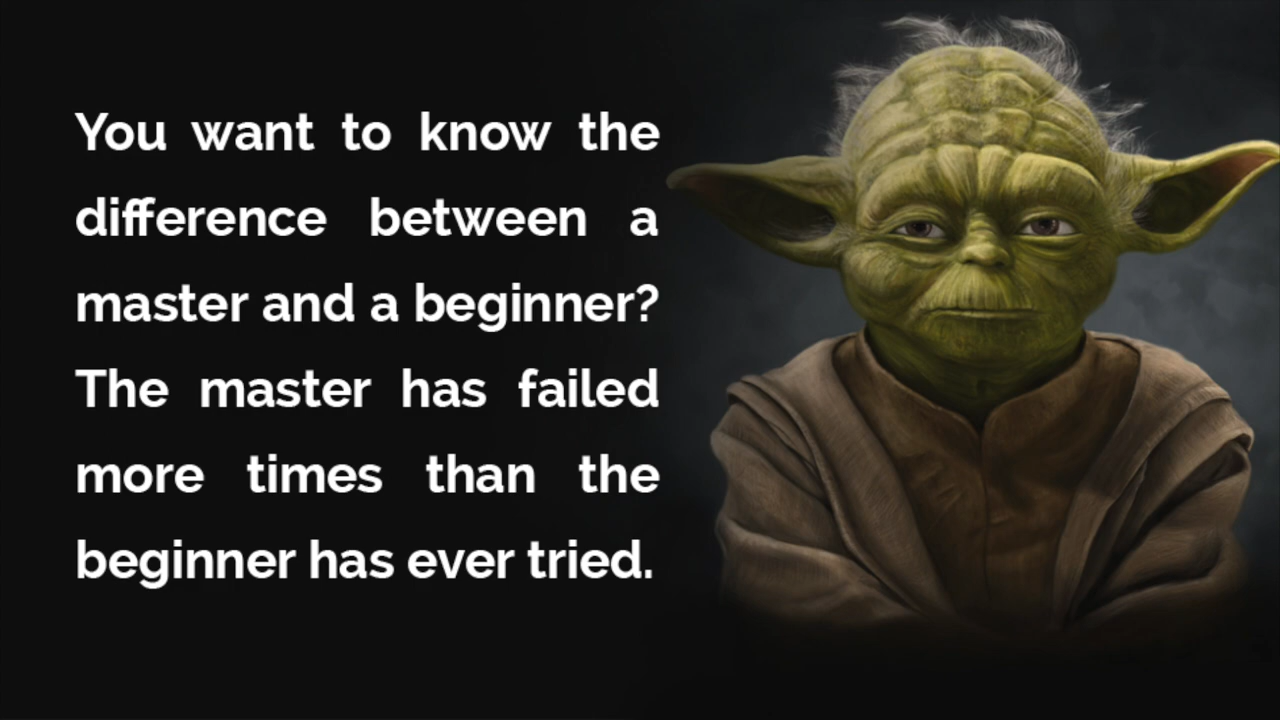 You want to know the
difference between a
master and a beginner?
The master has failed
more times than the
beginner has ever tried.